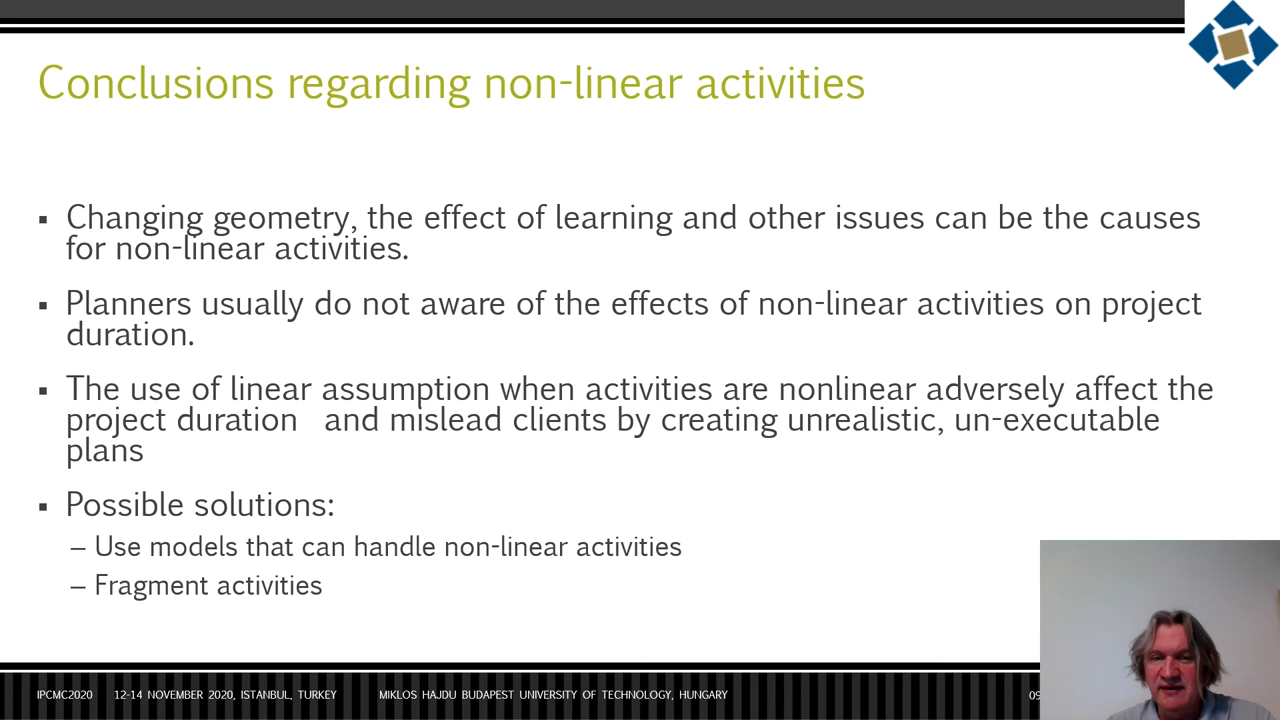 Conclusions regarding non-linear activities
▪ Changing geometry, the effect of learning and other issues can be the causes
for non-linear activities.
▪ Planners usually do not aware of the effects of non-linear activities on project
duration.
▪ The use of linear assumption when activities are nonlinear adversely affect the
project duration and mislead clients by creating unrealistic, un-executable
plans
▪ Possible solutions:
– Use models that can handle non-linear activities
– Fragment activities
IPCMC2020 12-14 NOVEMBER 2020, ISTANBUL, TURKEY MIKLOS HAJDU BUDAPEST UNIVERSITY OF TECHNOLOGY, HUNGARY